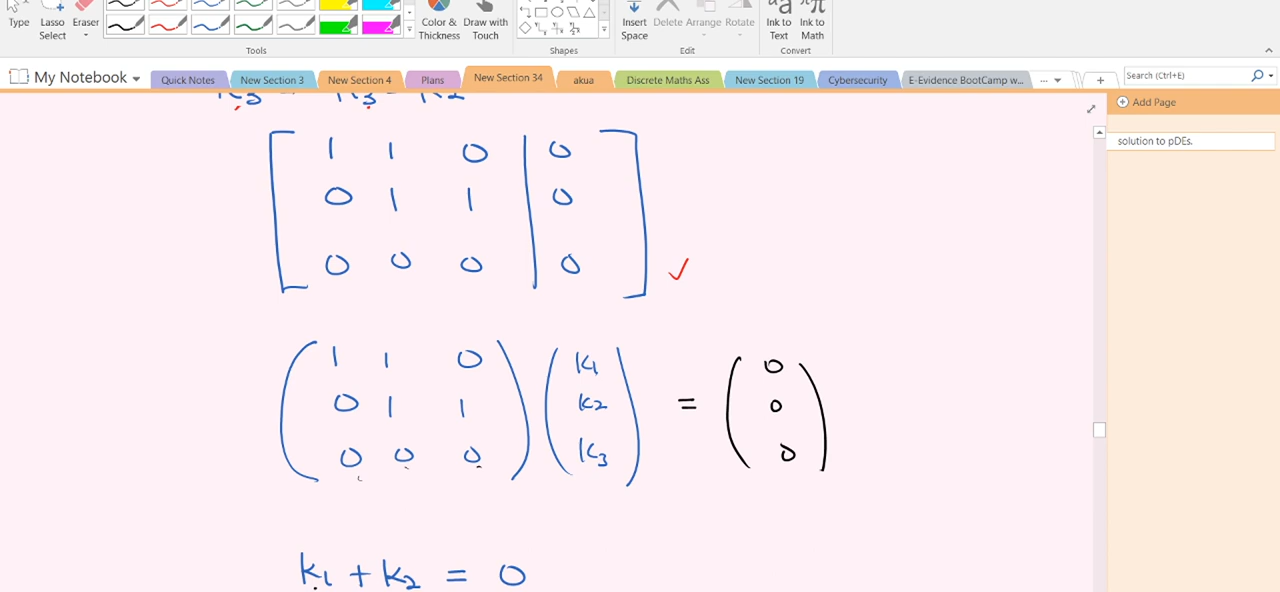 Type
Lasso Select
Eraser
Color & Thickness
Draw with Touch
Insert Space
Delete
Arrange
Rotate
Ink to Text
Ink to Math
Tools
Shapes
Edit
Convert
My Notebook
Quick Notes
New Section 3
New Section 4
Plans
New Section 34
akua
Discrete Maths Ass
New Section 19
Cybersecurity
E-Evidence BootCamp w...
...
+
Search (Ctrl+E)
Add Page
solution to pDEs.
1 1 0 | 0
0 1 1 | 0
0 0 0 | 0 ✓
1 1 0 k1 0
0 1 1 k2 = 0
0 0 0 k3 0
k1 + k2 = 0